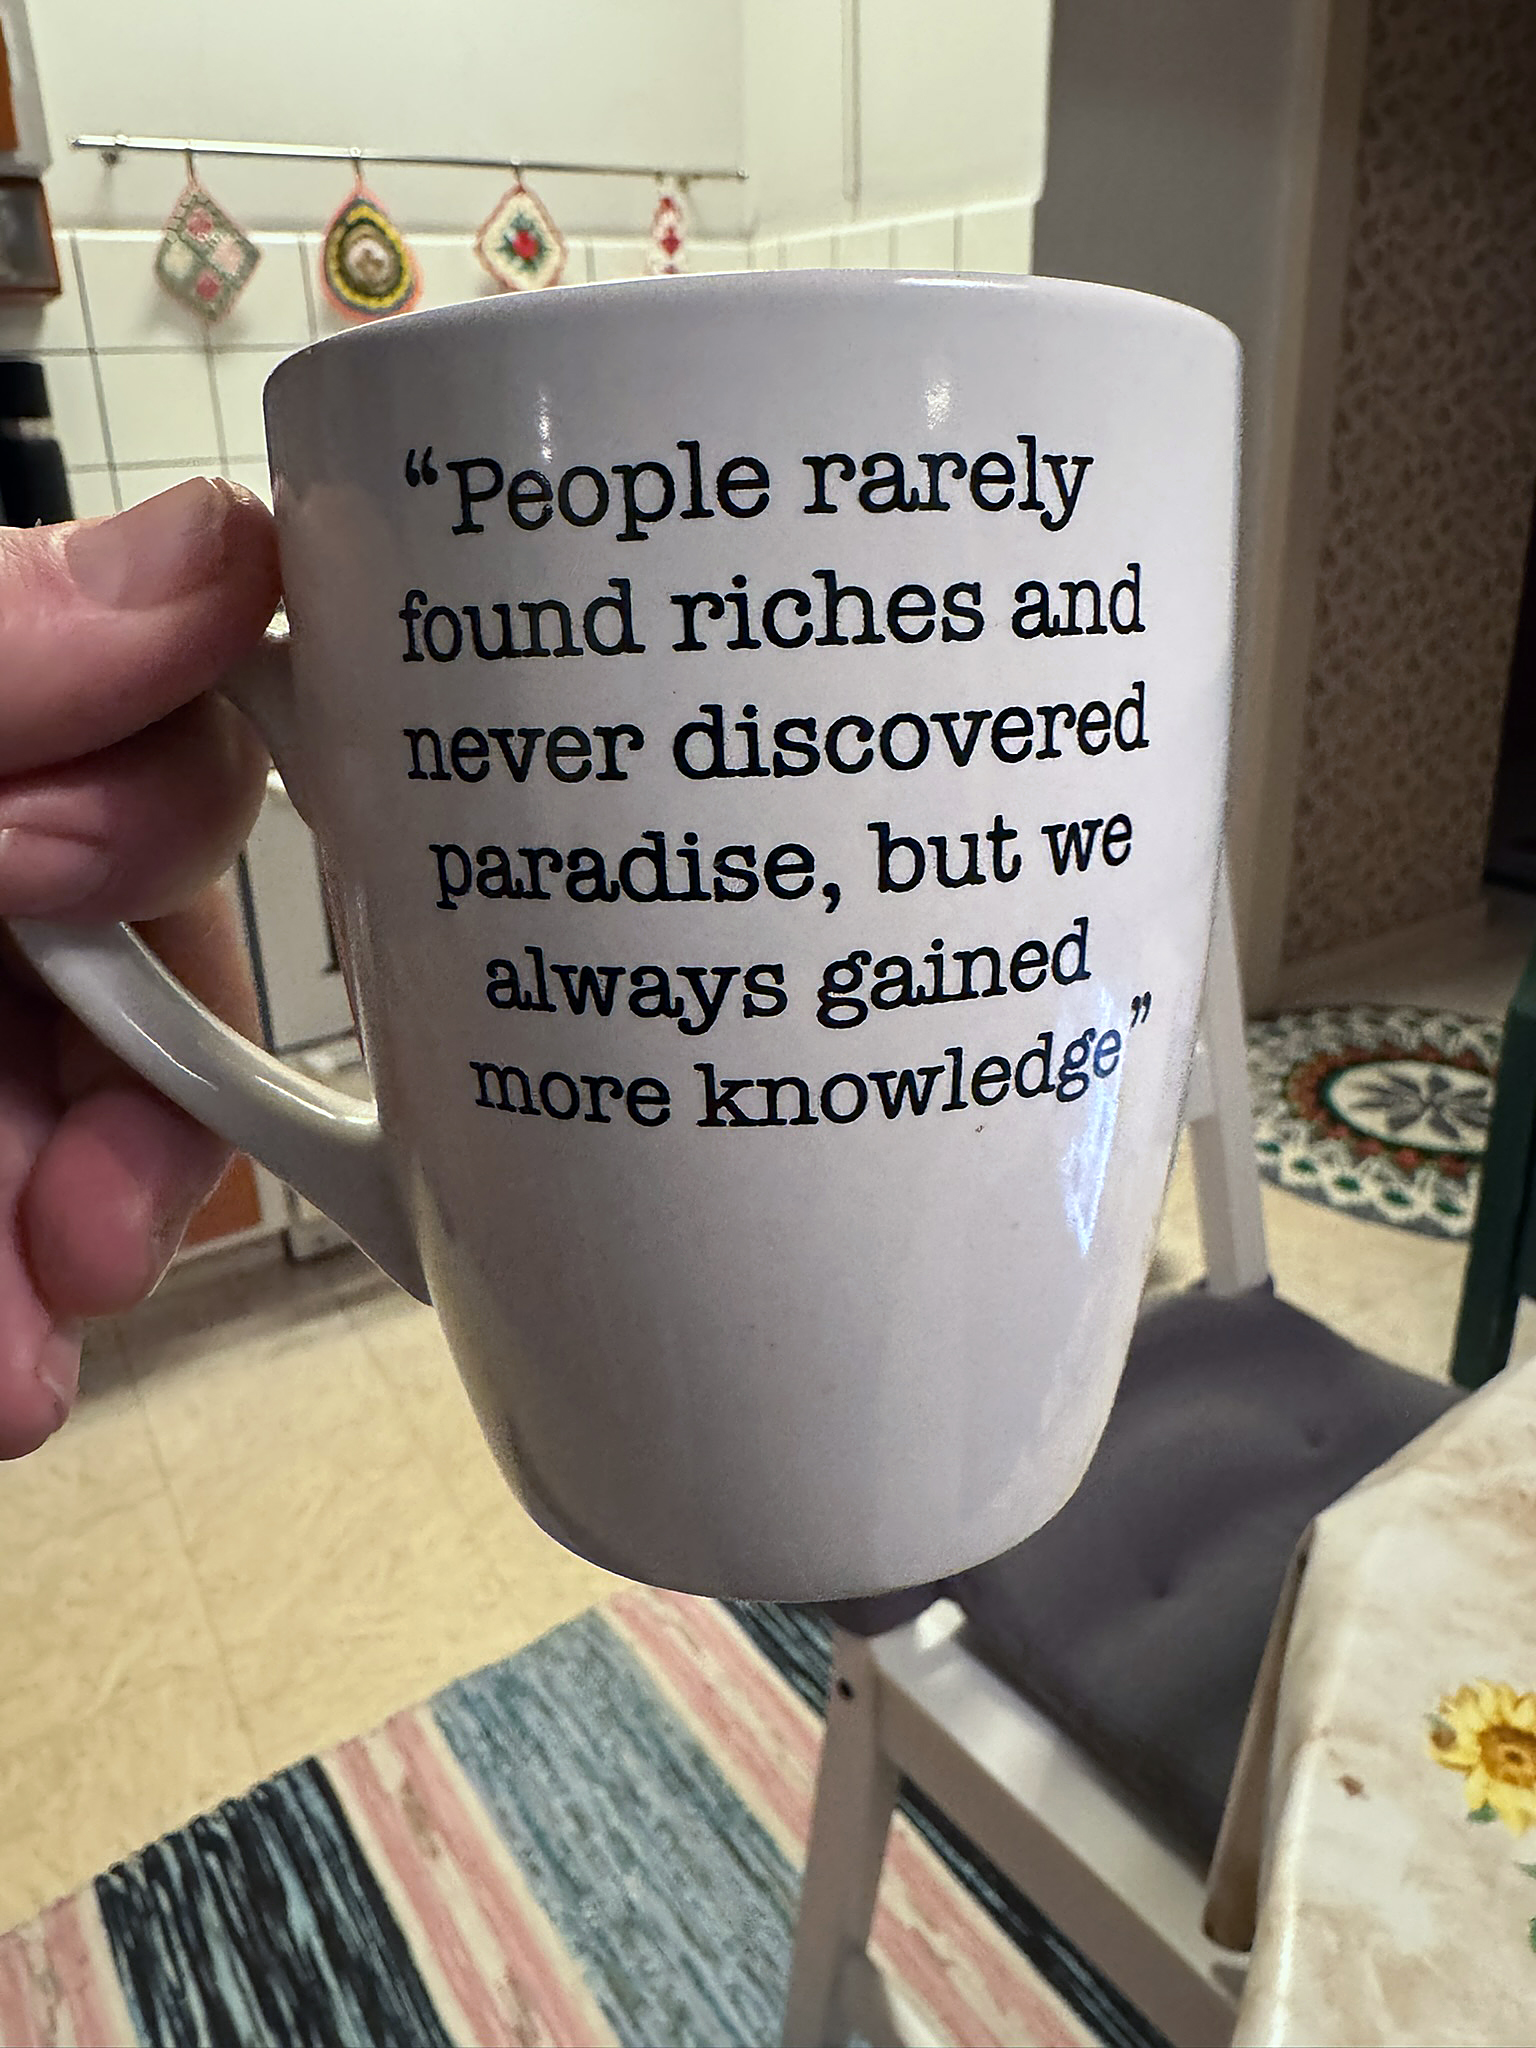 “People rarely
found riches and
never discovered
paradise, but we
always gained
more knowledge”